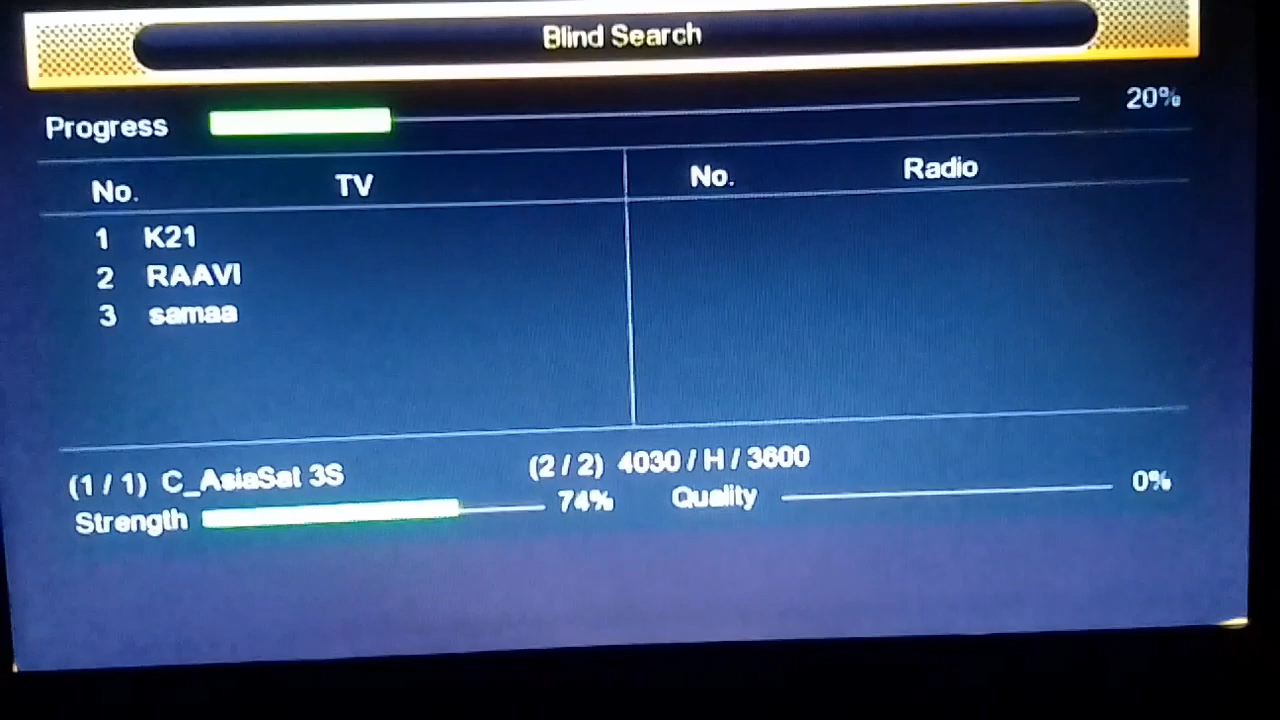 Blind Search
Progress 20%
No. TV No. Radio
1 K21
2 RAAVI
3 samaa
(1 / 1) C_AsiaSat 3S (2 / 2) 4030 / H / 3600
Strength 74% Quality 0%